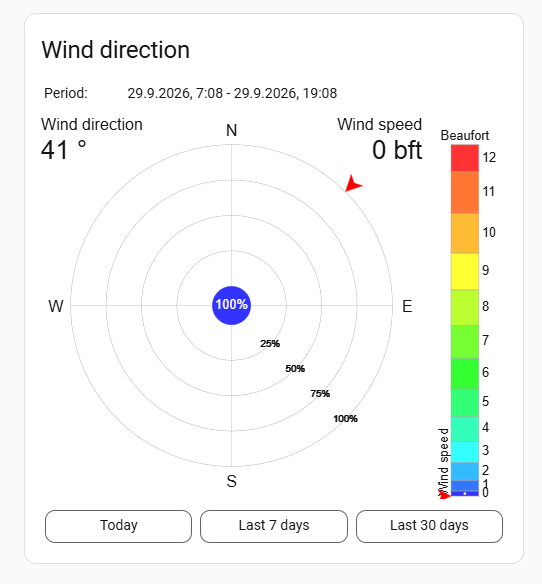 Wind direction
Period: 29.9.2026, 7:08 - 29.9.2026, 19:08
Wind direction
41 °
Wind speed
0 bft
N
W
E
S
100%
25%
50%
75%
100%
Beaufort
12
11
10
9
8
7
6
5
4
3
2
1
0
Wind speed
Today
Last 7 days
Last 30 days